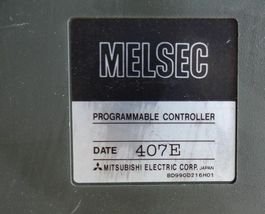 MELSEC
PROGRAMMABLE CONTROLLER
DATE 407E
MITSUBISHI ELECTRIC CORP. JAPAN
BD990D216H01